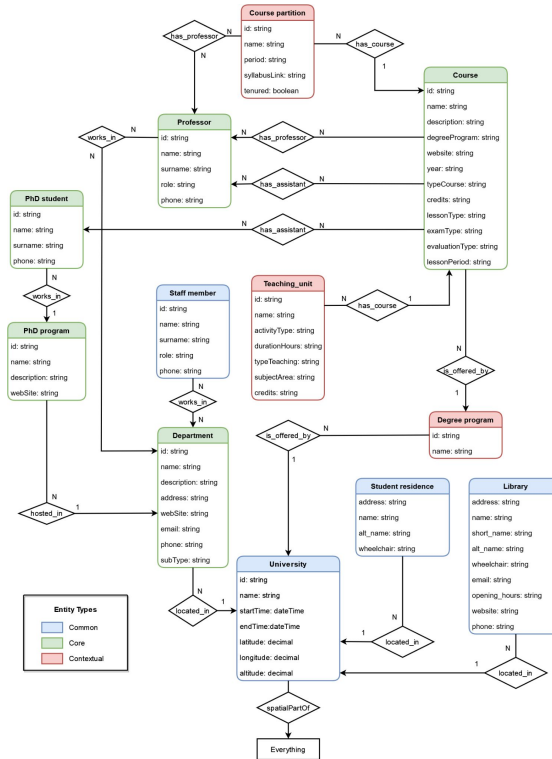 Course partition
id: string
name: string
period: string
syllabusLink: string
tenured: boolean
has_professor
N
N
N
has_course
1
Course
id: string
name: string
description: string
degreeProgram: string
website: string
year: string
typeCourse: string
credits: string
lessonType: string
examType: string
evaluationType: string
lessonPeriod: string
Professor
id: string
name: string
surname: string
role: string
phone: string
works_in
N
N
N
has_professor
N
N
has_assistant
N
PhD student
id: string
name: string
surname: string
phone: string
N
has_assistant
N
N
works_in
1
PhD program
id: string
name: string
description: string
webSite: string
Staff member
id: string
name: string
surname: string
role: string
phone: string
N
works_in
N
Teaching_unit
id: string
name: string
activityType: string
durationHours: string
typeTeaching: string
subjectArea: string
credits: string
N
has_course
1
N
is_offered_by
1
Degree program
id: string
name: string
is_offered_by
N
1
Department
id: string
name: string
description: string
address: string
webSite: string
email: string
phone: string
subType: string
N
hosted_in
1
Student residence
address: string
name: string
alt_name: string
wheelchair: string
Library
address: string
name: string
short_name: string
alt_name: string
wheelchair: string
email: string
opening_hours: string
website: string
phone: string
University
id: string
name: string
startTime: dateTime
endTime:dateTime
latitude: decimal
longitude: decimal
altitude: decimal
N
located_in
1
N
1
located_in
N
1
located_in
spatialPartOf
Everything
Entity Types
Common
Core
Contextual